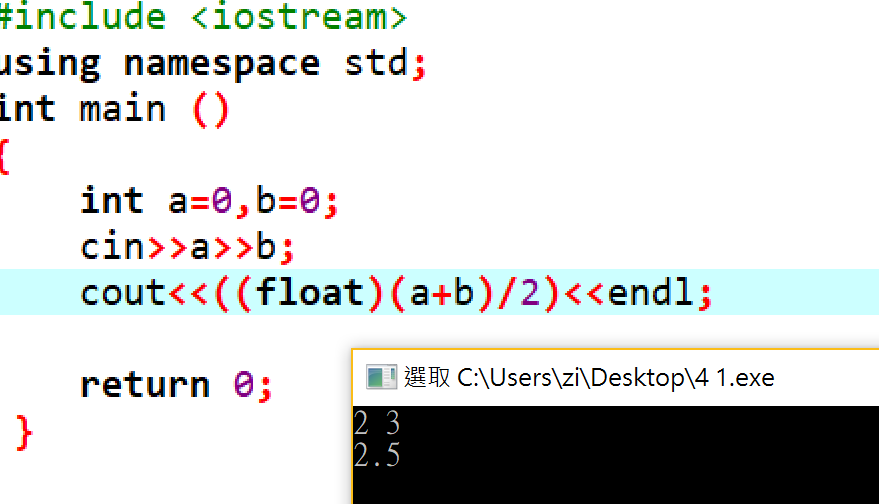 #include <iostream>
using namespace std;
int main ()
{
int a=0,b=0;
cin>>a>>b;
cout<<((float)(a+b)/2)<<endl;
return 0;
}
選取 C:\Users\zi\Desktop\4 1.exe
2 3
2.5